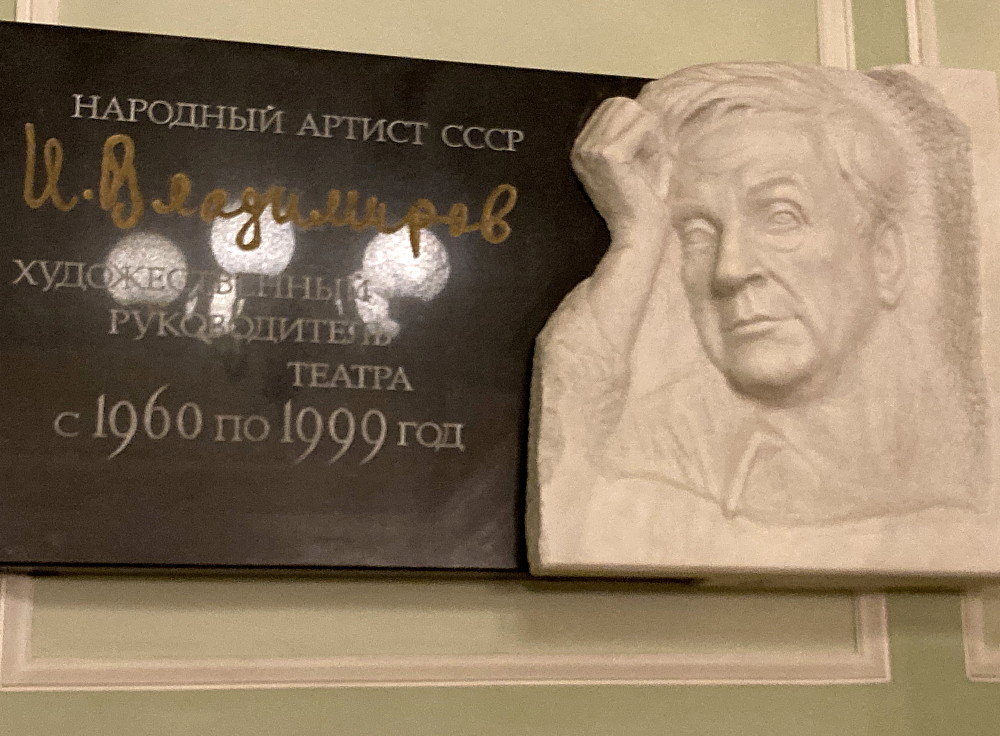 НАРОДНЫЙ АРТИСТ СССР
И. Владимиров
ХУДОЖЕСТВЕННЫЙ
РУКОВОДИТЕЛЬ
ТЕАТРА
С 1960 ПО 1999 ГОД